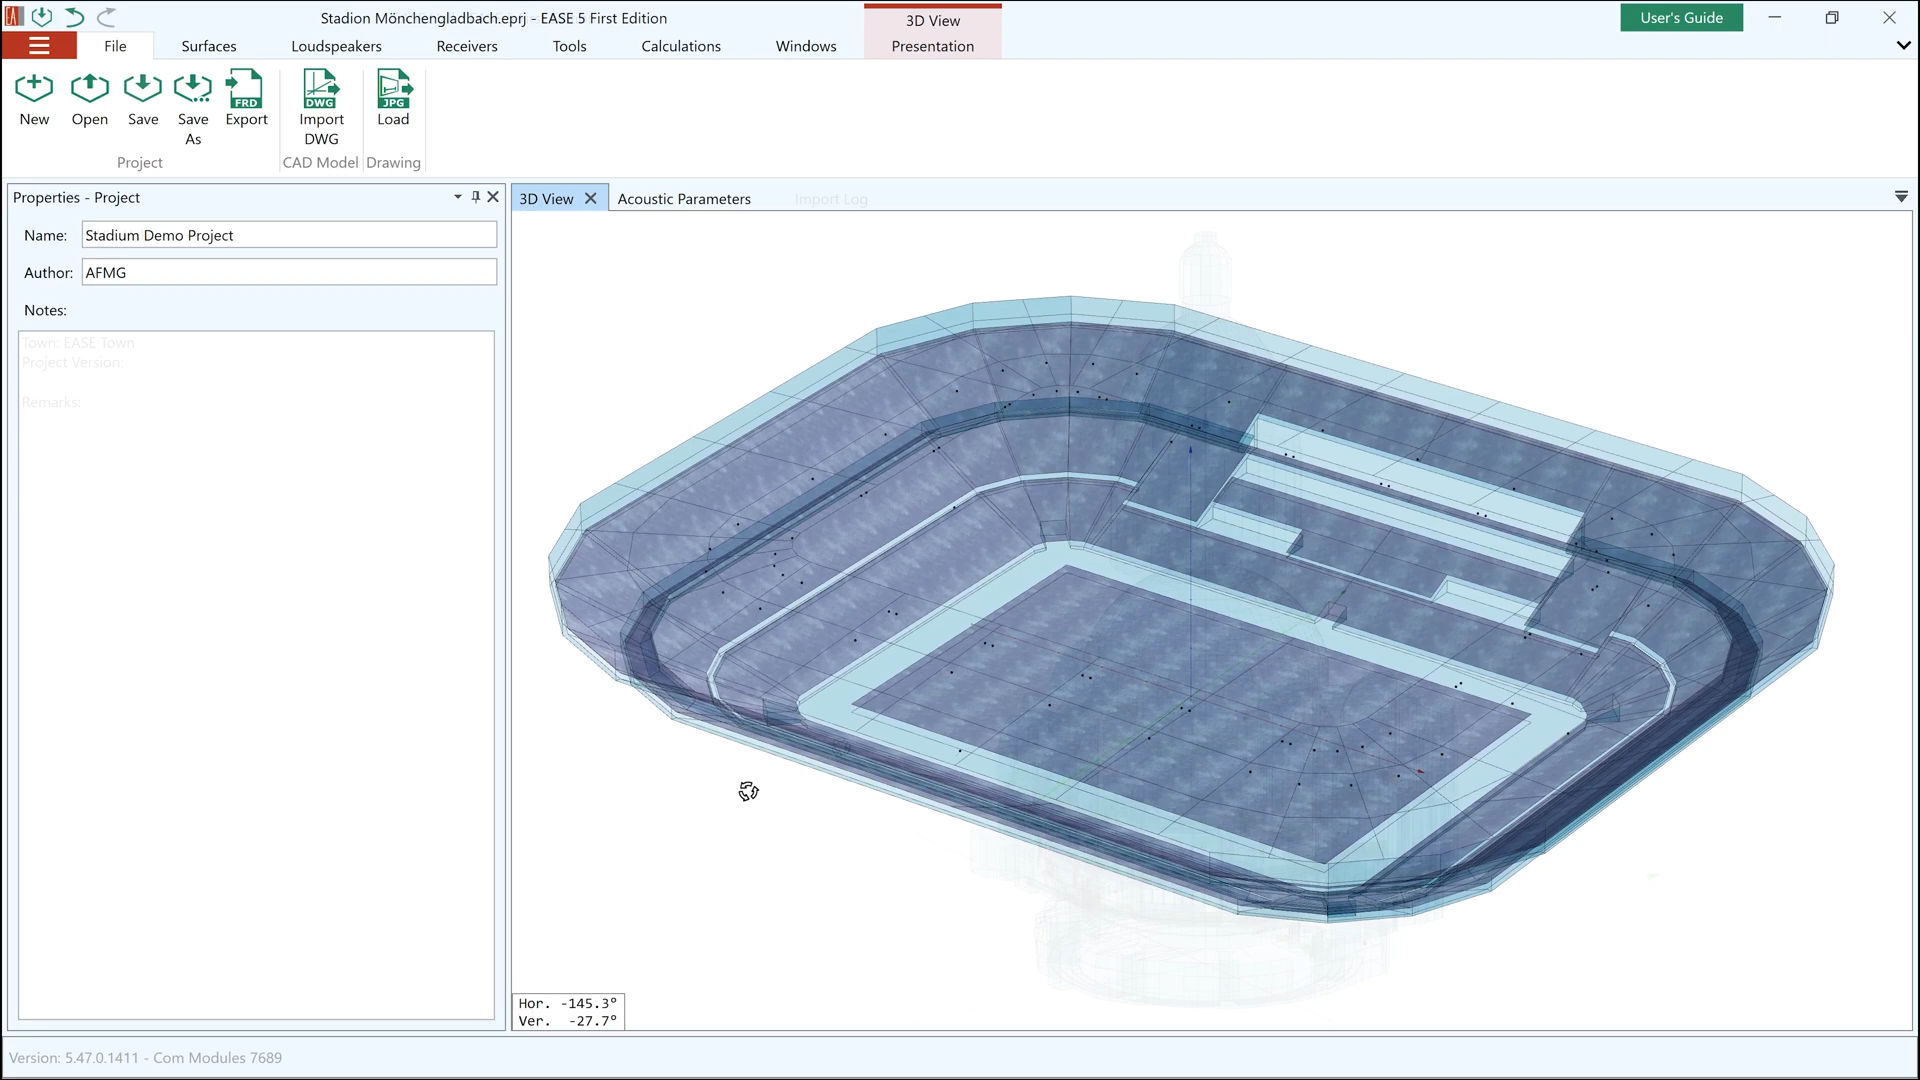 Stadion Mönchengladbach.eprj - EASE 5 First Edition
3D View
User's Guide
File
Surfaces
Loudspeakers
Receivers
Tools
Calculations
Windows
Presentation
New
Open
Save
Save As
Export
Import DWG
Load
FRD
DWG
JPG
Project
CAD Model
Drawing
Properties - Project
3D View
Acoustic Parameters
Import Log
Name:
Stadium Demo Project
Author:
AFMG
Notes:
Town: EASE Town
Project Version:
Remarks:
Hor. -145.3°
Ver. -27.7°
Version: 5.47.0.1411 - Com Modules 7689